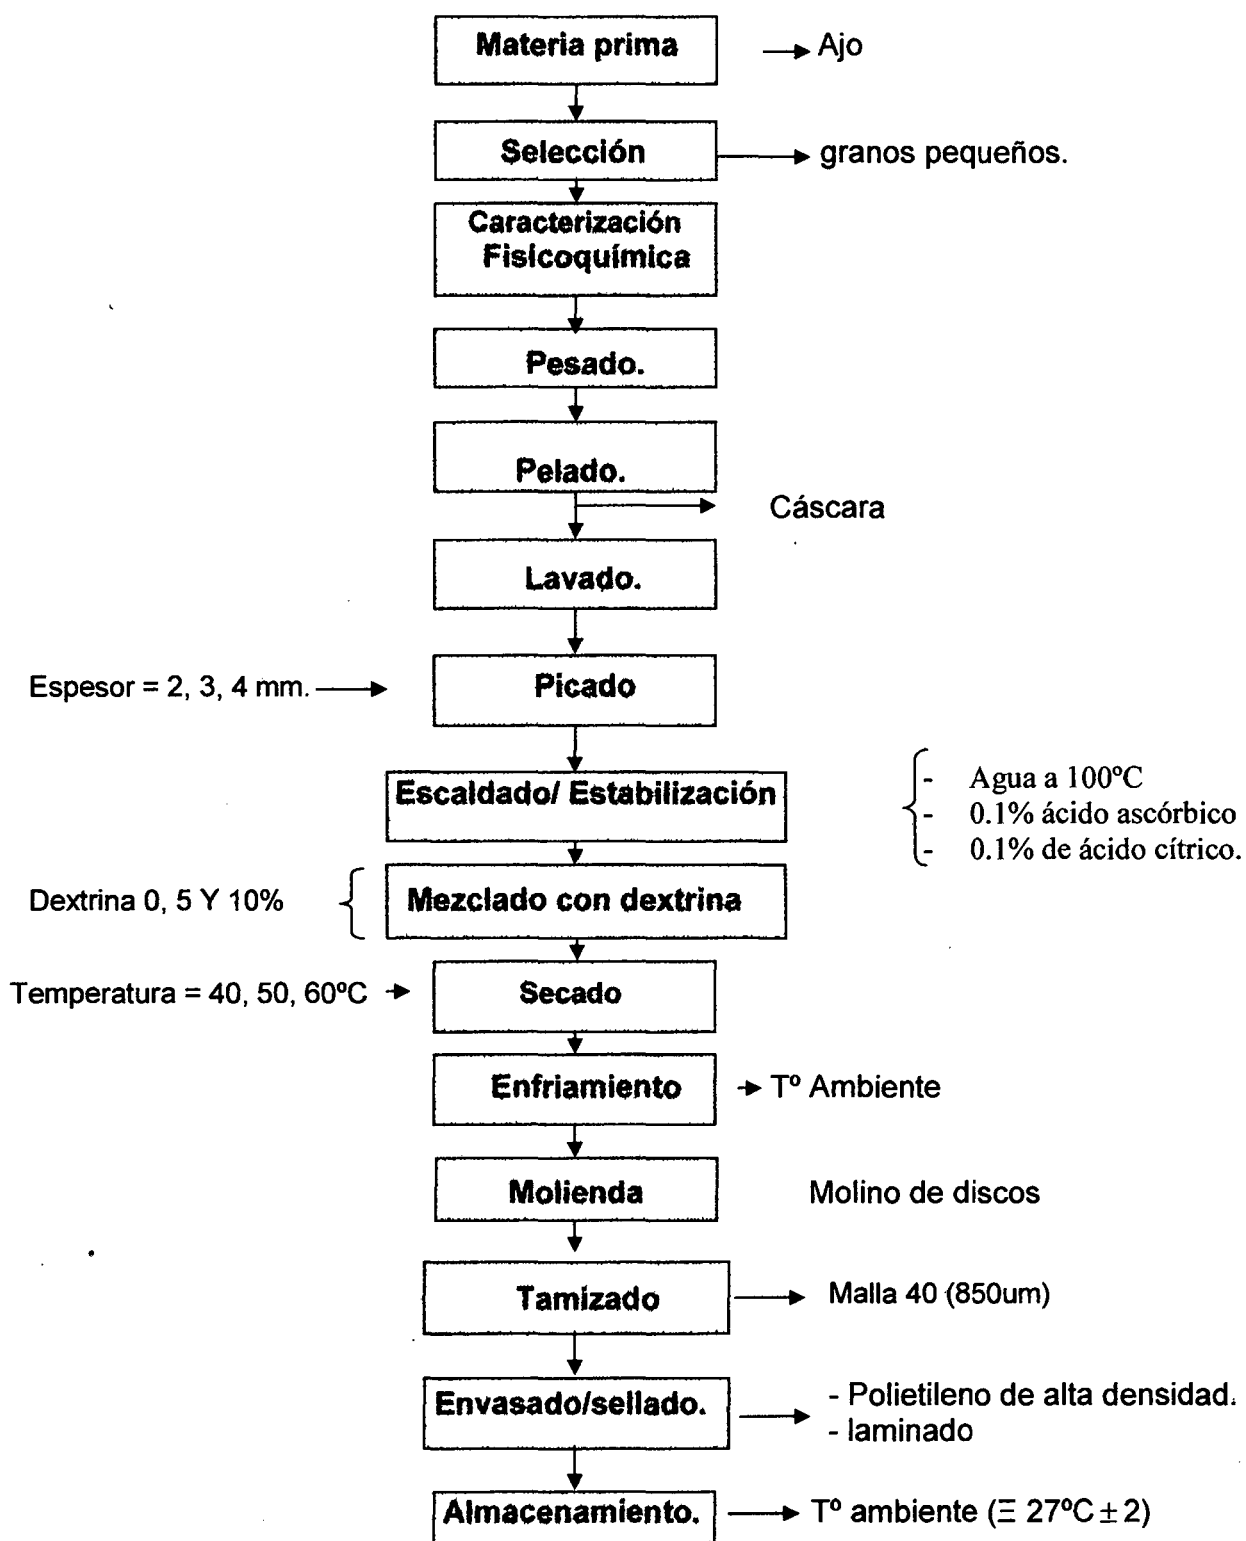 Materia prima
Ajo
Selección
granos pequeños.
Caracterización
Fisicoquímica
Pesado.
Pelado.
Cáscara
Lavado.
Espesor = 2, 3, 4 mm.
Picado
Escaldado/ Estabilización
- Agua a 100ºC
- 0.1% ácido ascórbico
- 0.1% de ácido cítrico.
Dextrina 0, 5 Y 10%
Mezclado con dextrina
Temperatura = 40, 50, 60ºC
Secado
Enfriamiento
Tº Ambiente
Molienda
Molino de discos
Tamizado
Malla 40 (850um)
Envasado/sellado.
- Polietileno de alta densidad.
- laminado
Almacenamiento.
Tº ambiente (Ξ 27ºC ± 2)